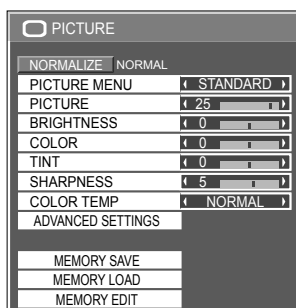 PICTURE
NORMALIZE NORMAL
PICTURE MENU STANDARD
PICTURE 25
BRIGHTNESS 0
COLOR 0
TINT 0
SHARPNESS 5
COLOR TEMP NORMAL
ADVANCED SETTINGS
MEMORY SAVE
MEMORY LOAD
MEMORY EDIT